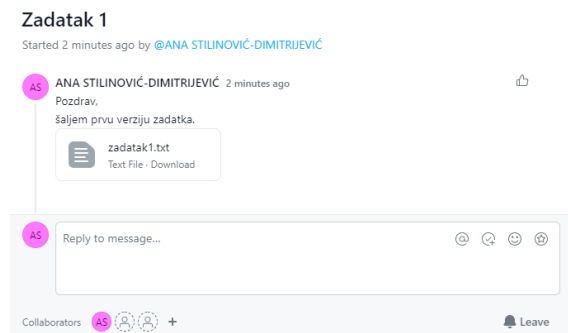 Zadatak 1
Started 2 minutes ago by @ANA STILINOVIĆ-DIMITRIJEVIĆ
AS
ANA STILINOVIĆ-DIMITRIJEVIĆ 2 minutes ago
Pozdrav,
šaljem prvu verziju zadatka.
zadatak1.txt
Text File · Download
AS
Reply to message...
Collaborators AS + Leave